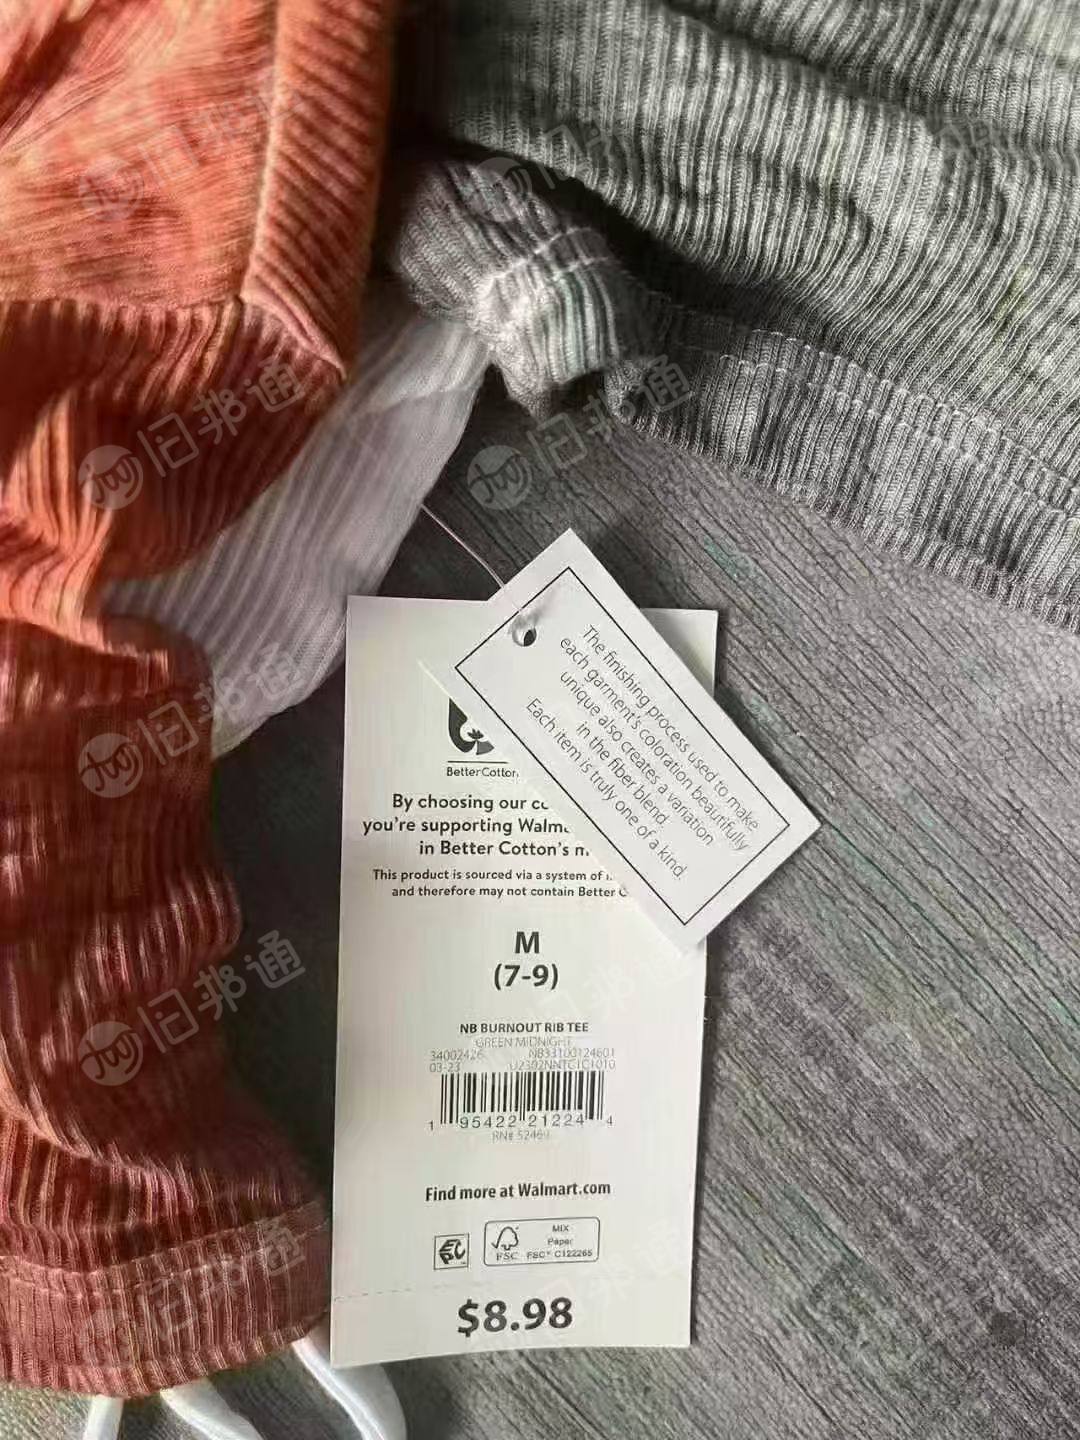 The finishing process used to make
each garment's coloration beautifully
unique also creates a variation
in the fiber blend.
Each item is truly one of a kind.
BetterCotton
By choosing our
you're supporting
in Better Cotton's
This product is sourced via a system of
and therefore may not contain Better
M
(7-9)
NB BURNOUT RIB TEE
GREEN MIDNIGHT
34002426 NB33100124601
03-23 U2302NNTC1C1010
1 95422 21224 4
RN# 52469
Find more at Walmart.com
EPC
FSC
MIX
Paper
FSC® C122265
$8.98
旧邦通
旧邦通
旧邦通
旧邦通
旧邦通
旧邦通